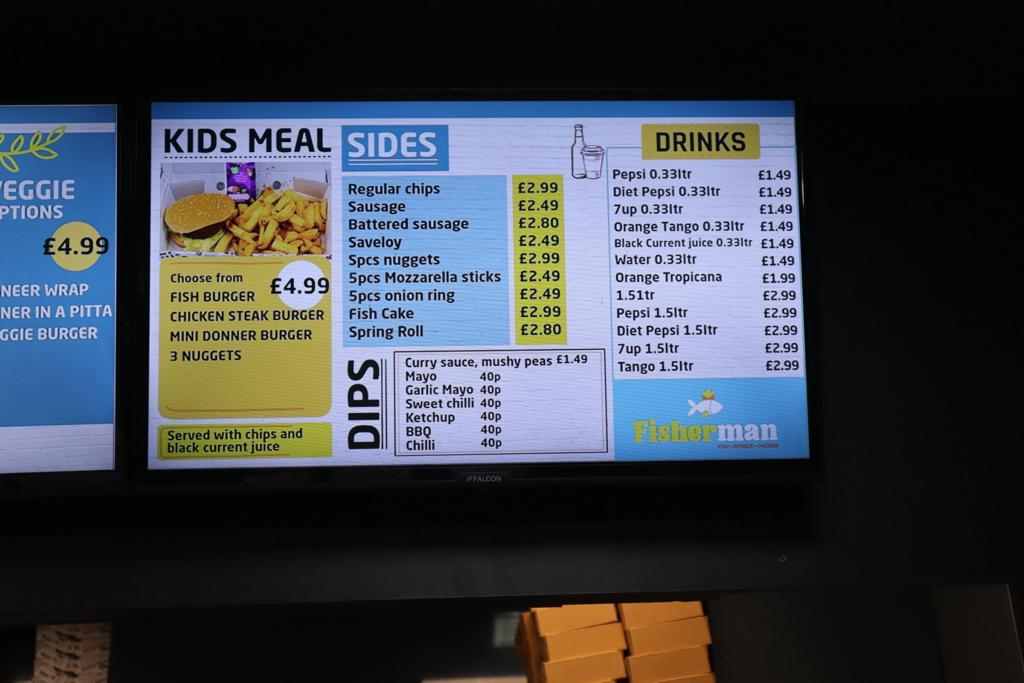 VEGGIE
OPTIONS
£4.99
NEER WRAP
NER IN A PITTA
GGIE BURGER
KIDS MEAL
Choose from
£4.99
FISH BURGER
CHICKEN STEAK BURGER
MINI DONNER BURGER
3 NUGGETS
Served with chips and
black current juice
SIDES
Regular chips £2.99
Sausage £2.49
Battered sausage £2.80
Saveloy £2.49
5pcs nuggets £2.99
5pcs Mozzarella sticks £2.49
5pcs onion ring £2.49
Fish Cake £2.99
Spring Roll £2.80
DIPS
Curry sauce, mushy peas £1.49
Mayo 40p
Garlic Mayo 40p
Sweet chilli 40p
Ketchup 40p
BBQ 40p
Chilli 40p
DRINKS
Pepsi 0.33ltr £1.49
Diet Pepsi 0.33ltr £1.49
7up 0.33ltr £1.49
Orange Tango 0.33ltr £1.49
Black Current juice 0.33ltr £1.49
Water 0.33ltr £1.49
Orange Tropicana £1.99
1.51tr £2.99
Pepsi 1.5ltr £2.99
Diet Pepsi 1.5ltr £2.99
7up 1.5ltr £2.99
Tango 1.5ltr £2.99
Fisherman
iFFALCON